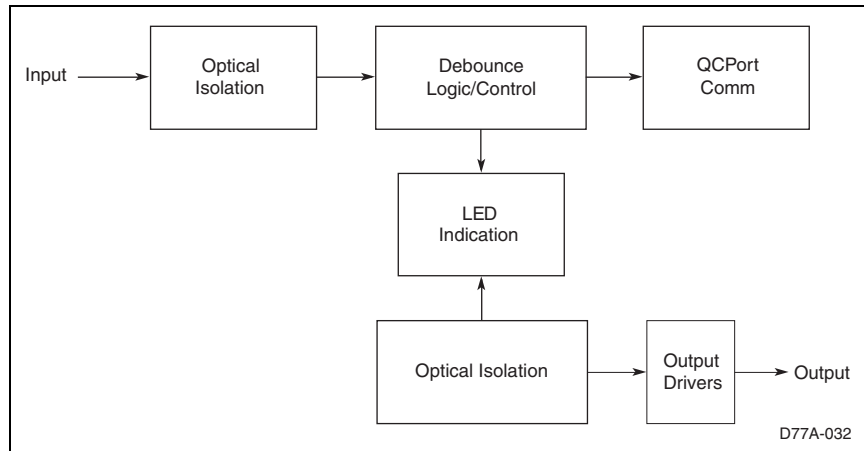 Input
Optical
Isolation
Debounce
Logic/Control
QCPort
Comm
LED
Indication
Optical Isolation
Output
Drivers
Output
D77A-032